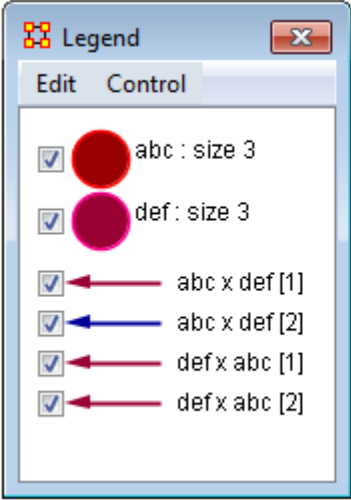 Legend
Edit Control
abc : size 3
def : size 3
abc x def [1]
abc x def [2]
def x abc [1]
def x abc [2]